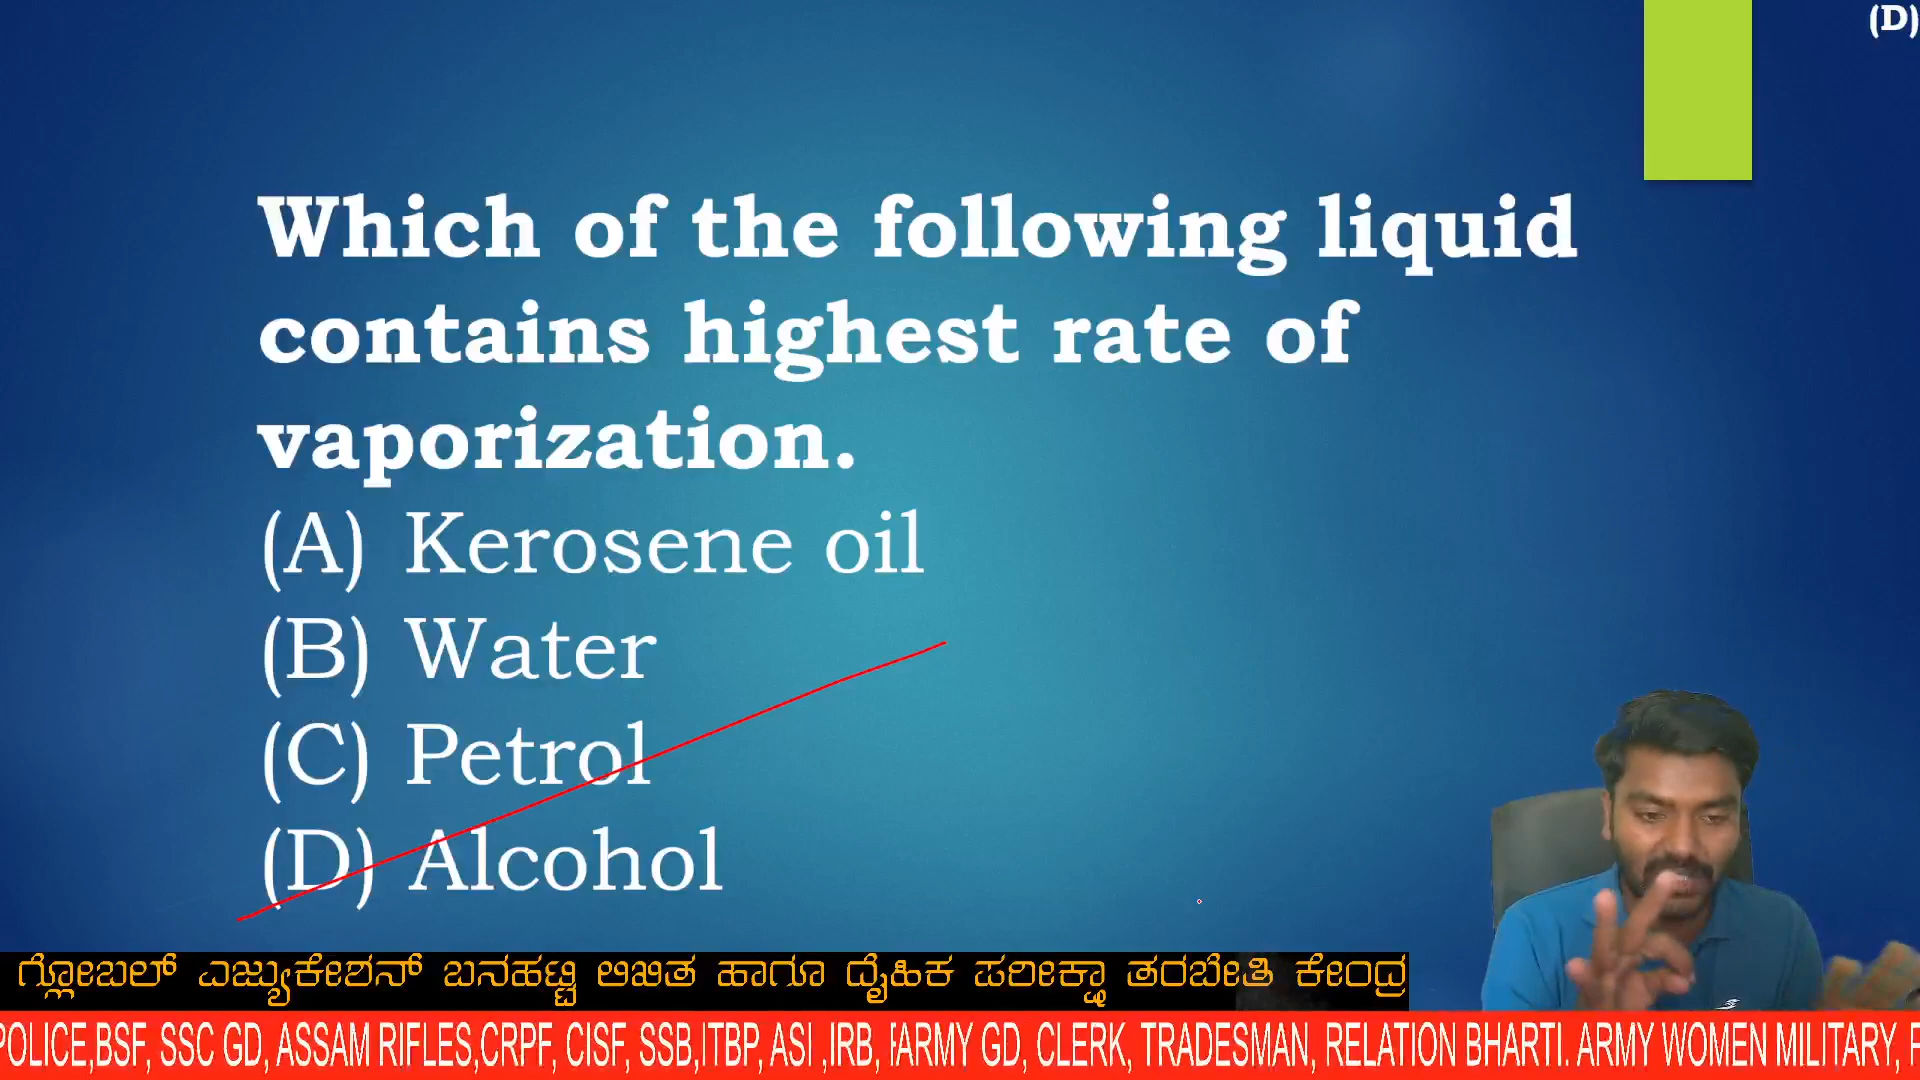 (D)
Which of the following liquid
contains highest rate of
vaporization.
(A) Kerosene oil
(B) Water
(C) Petrol
(D) Alcohol
ಗ್ಲೋಬಲ್ ಎಜ್ಯುಕೇಶನ್ ಬನಹಟ್ಟಿ ಲಿಖಿತ ಹಾಗೂ ದೈಹಿಕ ಪರೀಕ್ಷಾ ತರಬೇತಿ ಕೇಂದ್ರ
POLICE,BSF, SSC GD, ASSAM RIFLES,CRPF, CISF, SSB,ITBP, ASI ,IRB, ARMY GD, CLERK, TRADESMAN, RELATION BHARTI. ARMY WOMEN MILITARY,